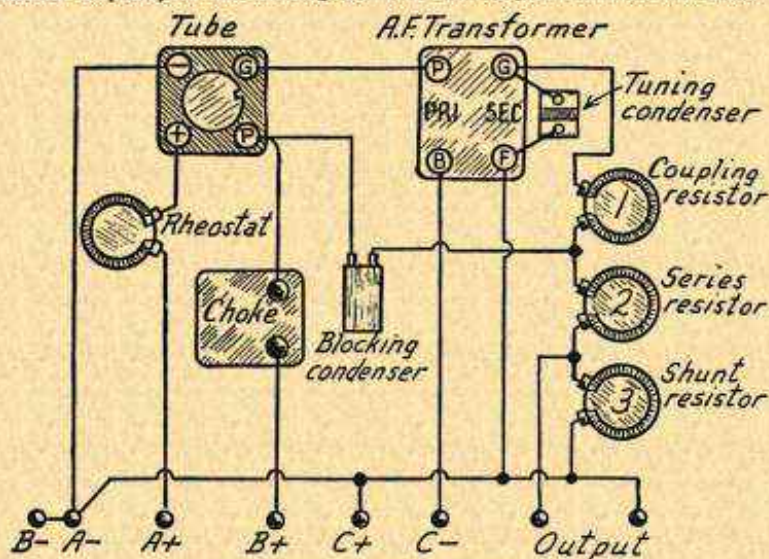 Tube
A.F. Transformer
Tuning
condenser
- G
+ P
P G
PRI SEC
B F
Coupling
resistor
1
Rheostat
Series
resistor
2
Choke
Blocking
condenser
Shunt
resistor
3
B- A- A+ B+ C+ C- Output